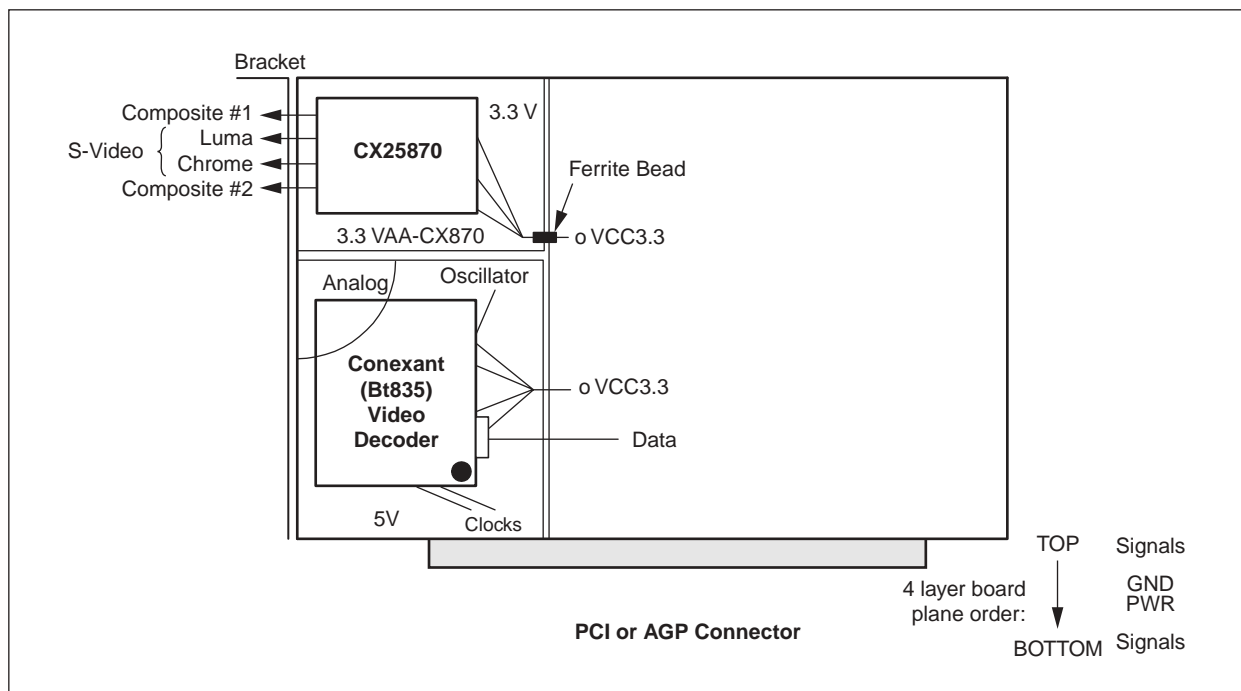 Bracket
Composite #1
S-Video
Luma
Chrome
Composite #2
CX25870
3.3 V
3.3 VAA-CX870
Ferrite Bead
o VCC3.3
Analog
Oscillator
Conexant
(Bt835)
Video
Decoder
o VCC3.3
Data
5V
Clocks
PCI or AGP Connector
4 layer board
plane order:
TOP
BOTTOM
Signals
GND
PWR
Signals